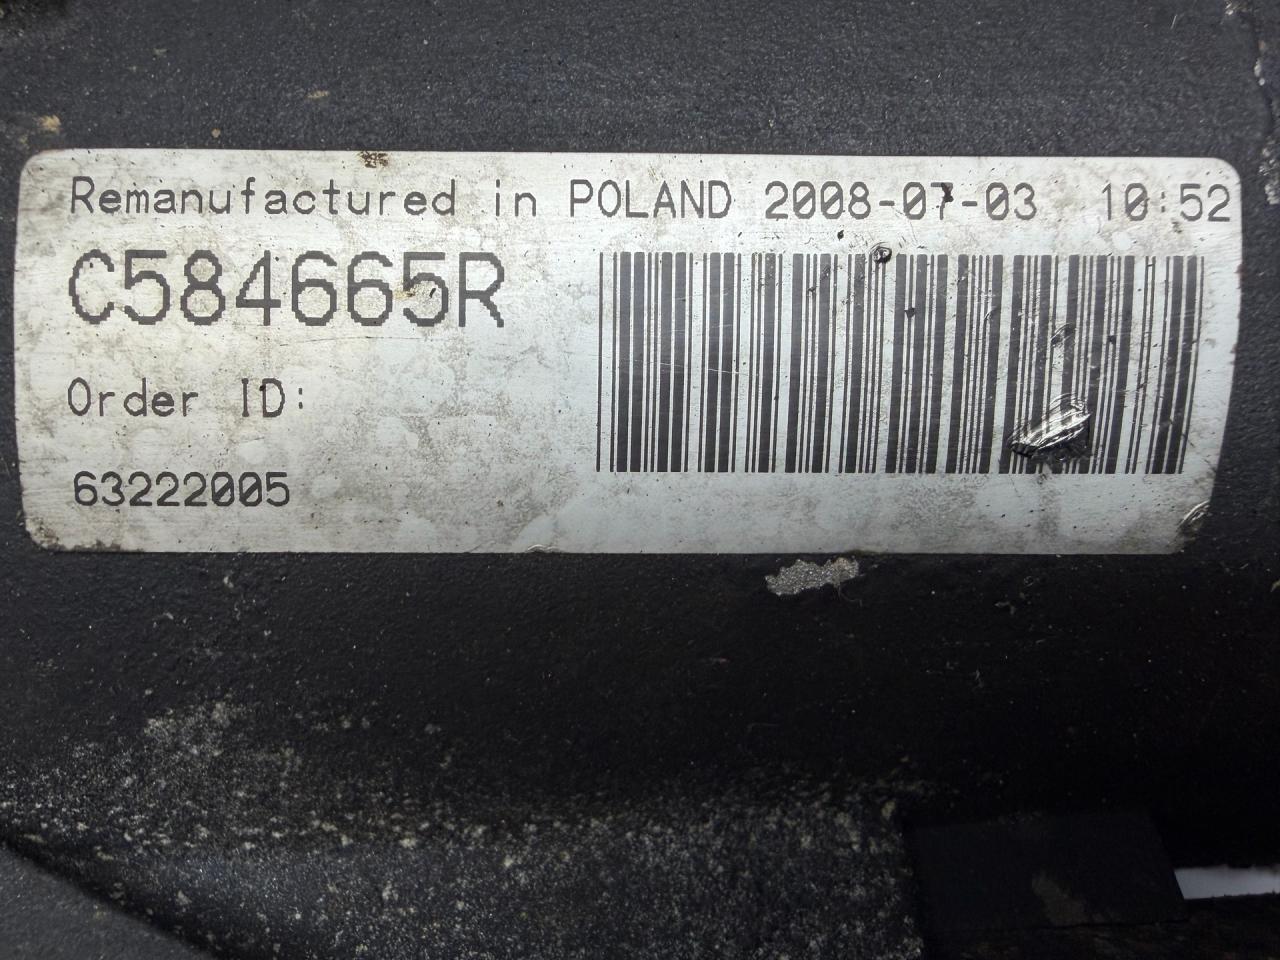 Remanufactured in POLAND 2008-07-03 10:52
C584665R
Order ID:
63222005